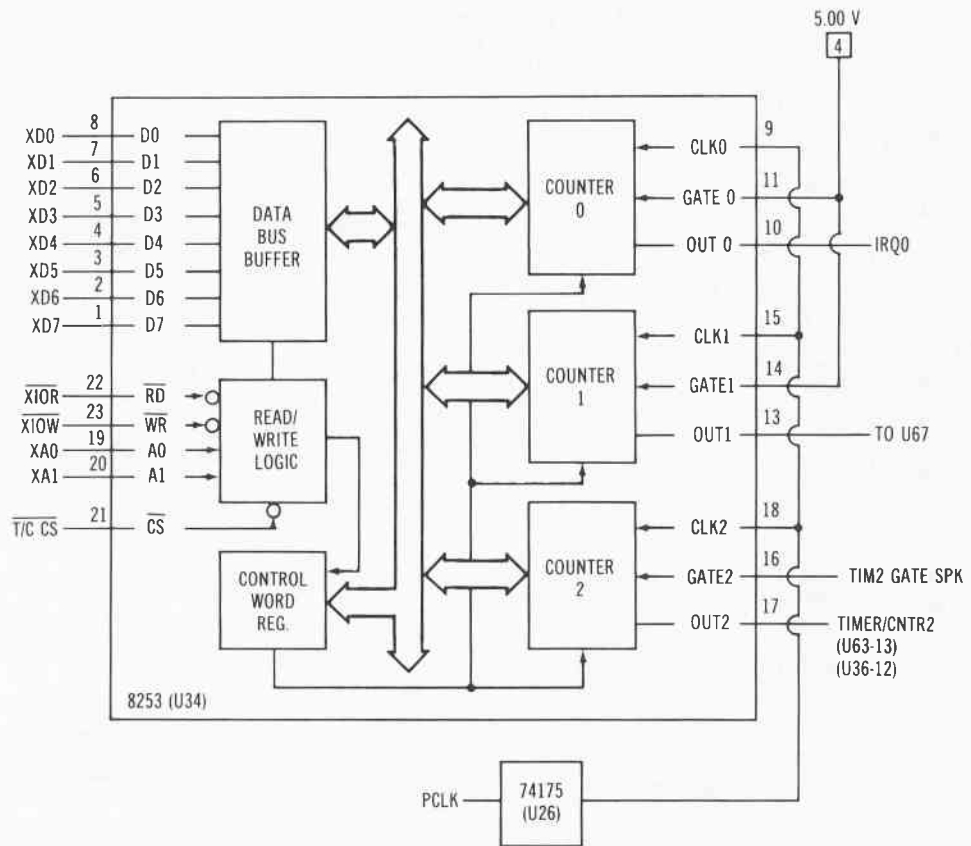 5.00 V
4
XD0 8 D0
XD1 7 D1
XD2 6 D2
XD3 5 D3
XD4 4 D4
XD5 3 D5
XD6 2 D6
XD7 1 D7
DATA
BUS
BUFFER
XIOR 22 RD
XIOW 23 WR
XA0 19 A0
XA1 20 A1
T/C CS 21 CS
READ/
WRITE
LOGIC
CONTROL
WORD
REG.
8253 (U34)
COUNTER
0
CLK0 9
GATE 0 11
OUT 0 10 IRQ0
COUNTER
1
CLK1 15
GATE1 14
OUT1 13 TO U67
COUNTER
2
CLK2 18
GATE2 16 TIM2 GATE SPK
OUT2 17 TIMER/CNTR2
(U63-13)
(U36-12)
PCLK
74175
(U26)